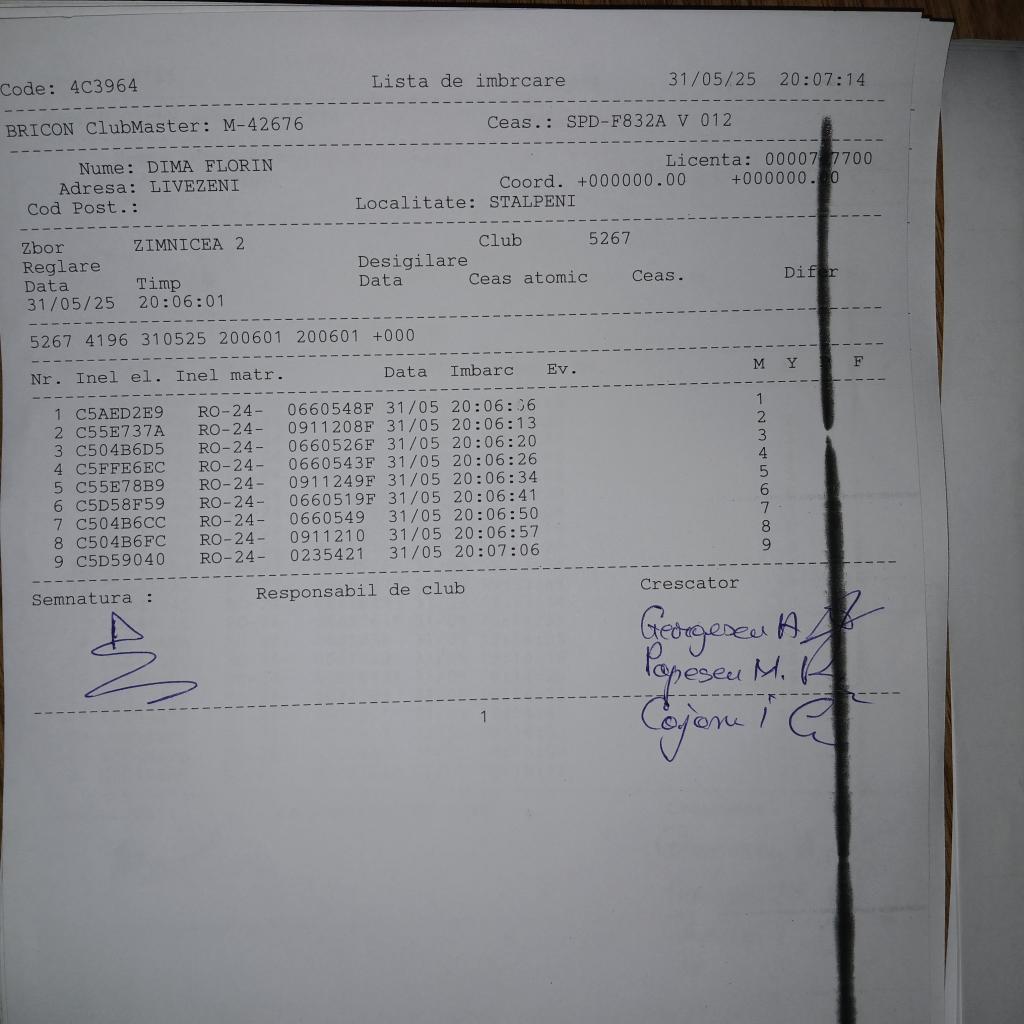 Code: 4C3964 Lista de imbrcare 31/05/25 20:07:14
BRICON ClubMaster: M-42676 Ceas.: SPD-F832A V 012
Nume: DIMA FLORIN Licenta:
Adresa: LIVEZENI Coord. +000000.00
Cod Post.: Localitate: STALPENI
Zbor ZIMNICEA 2 Club 5267
Reglare Desigilare
Data Timp Data Ceas atomic Ceas. Difer
31/05/25 20:06:01
5267 4196 310525 200601 200601 +000
Nr. Inel el. Inel matr. Data Imbarc Ev. M Y F
1 C5AED2E9 RO-24- 0660548F 31/05 1
2 C55E737A RO-24- 0911208F 31/05 20:06:13 2
3 C504B6D5 RO-24- 0660526F 31/05 20:06:20 3
4 C5FFE6EC RO-24- 0660543F 31/05 20:06:26 4
5 C55E78B9 RO-24- 0911249F 31/05 20:06:34 5
6 C5D58F59 RO-24- 0660519F 31/05 20:06:41 6
7 C504B6CC RO-24- 0660549 31/05 20:06:50 7
8 C504B6FC RO-24- 0911210 31/05 20:06:57 8
9 C5D59040 RO-24- 0235421 31/05 20:07:06 9
Semnatura : Responsabil de club Crescator
Georgescu A
Popescu M.
1